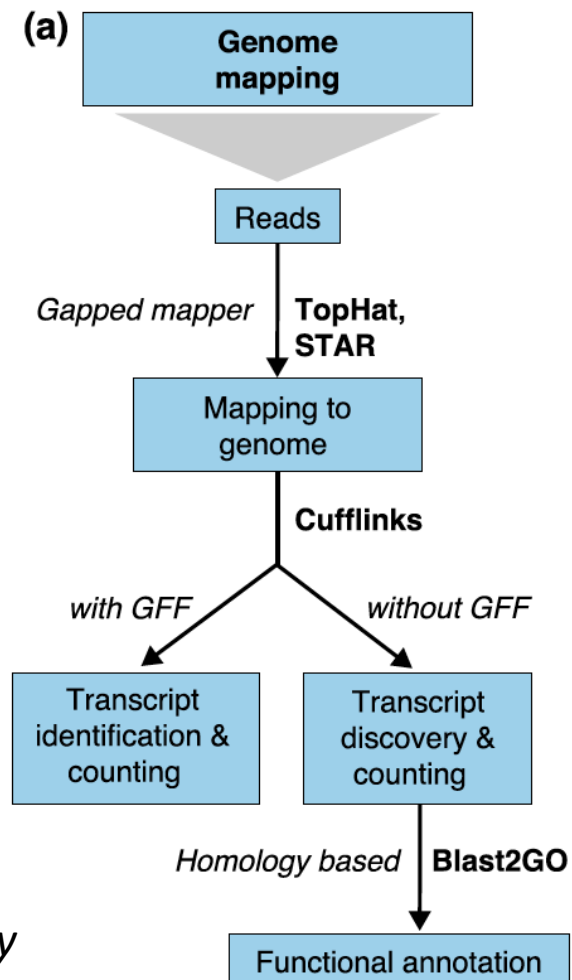 (a)
Genome
mapping
Reads
Gapped mapper
TopHat,
STAR
Mapping to
genome
Cufflinks
with GFF
without GFF
Transcript
identification &
counting
Transcript
discovery &
counting
Homology based
Blast2GO
y
Functional annotation